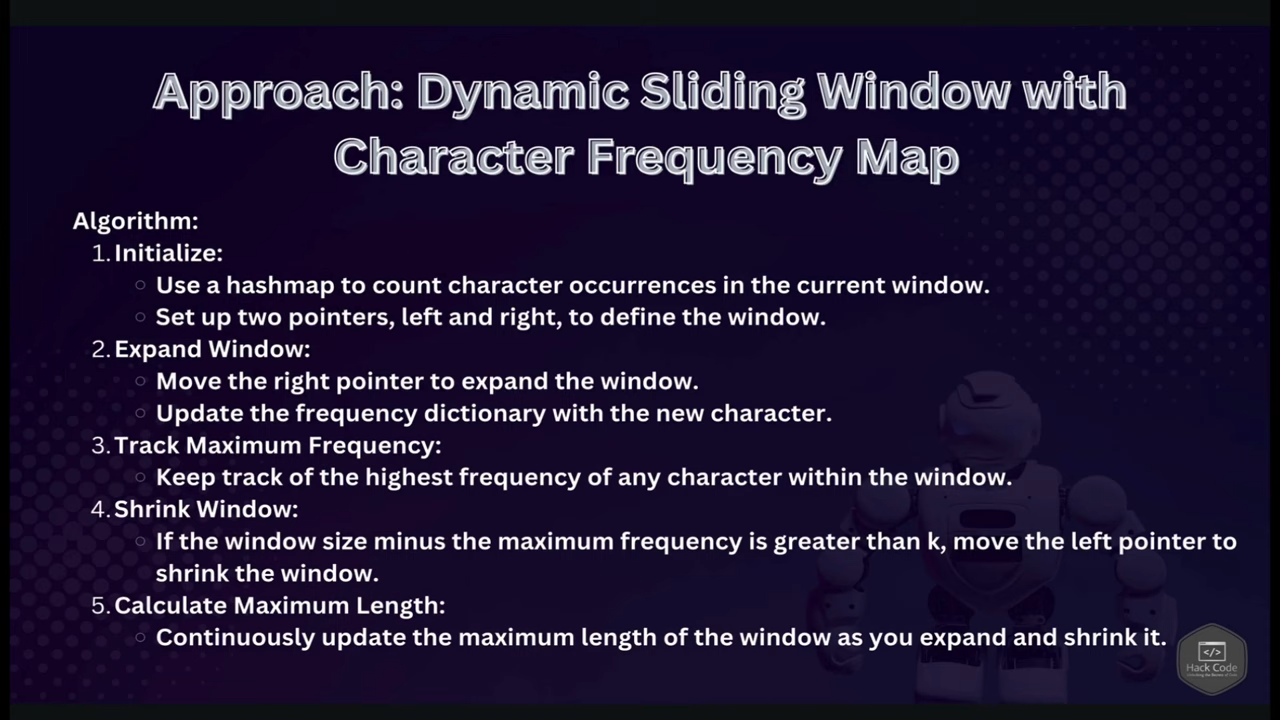 Approach: Dynamic Sliding Window with
Character Frequency Map
Algorithm:
1. Initialize:
○ Use a hashmap to count character occurrences in the current window.
○ Set up two pointers, left and right, to define the window.
2. Expand Window:
○ Move the right pointer to expand the window.
○ Update the frequency dictionary with the new character.
3. Track Maximum Frequency:
○ Keep track of the highest frequency of any character within the window.
4. Shrink Window:
○ If the window size minus the maximum frequency is greater than k, move the left pointer to
shrink the window.
5. Calculate Maximum Length:
○ Continuously update the maximum length of the window as you expand and shrink it.
</>
Hack Code